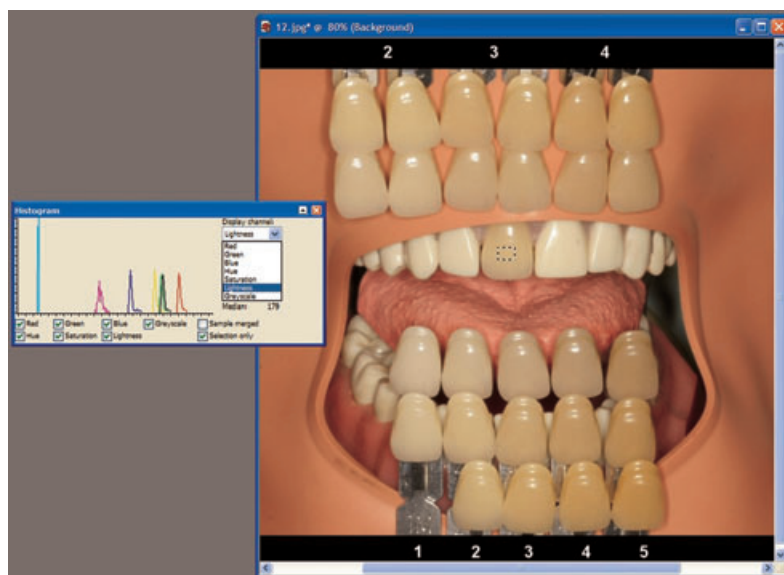 12.jpg* @ 80% (Background)
2 3 4
Histogram
Display channel:
Lightness
Red
Green
Blue
Hue
Saturation
Lightness
Greyscale
Median: 179
Red Green Blue Greyscale Sample merged
Hue Saturation Lightness Selection only
1 2 3 4 5